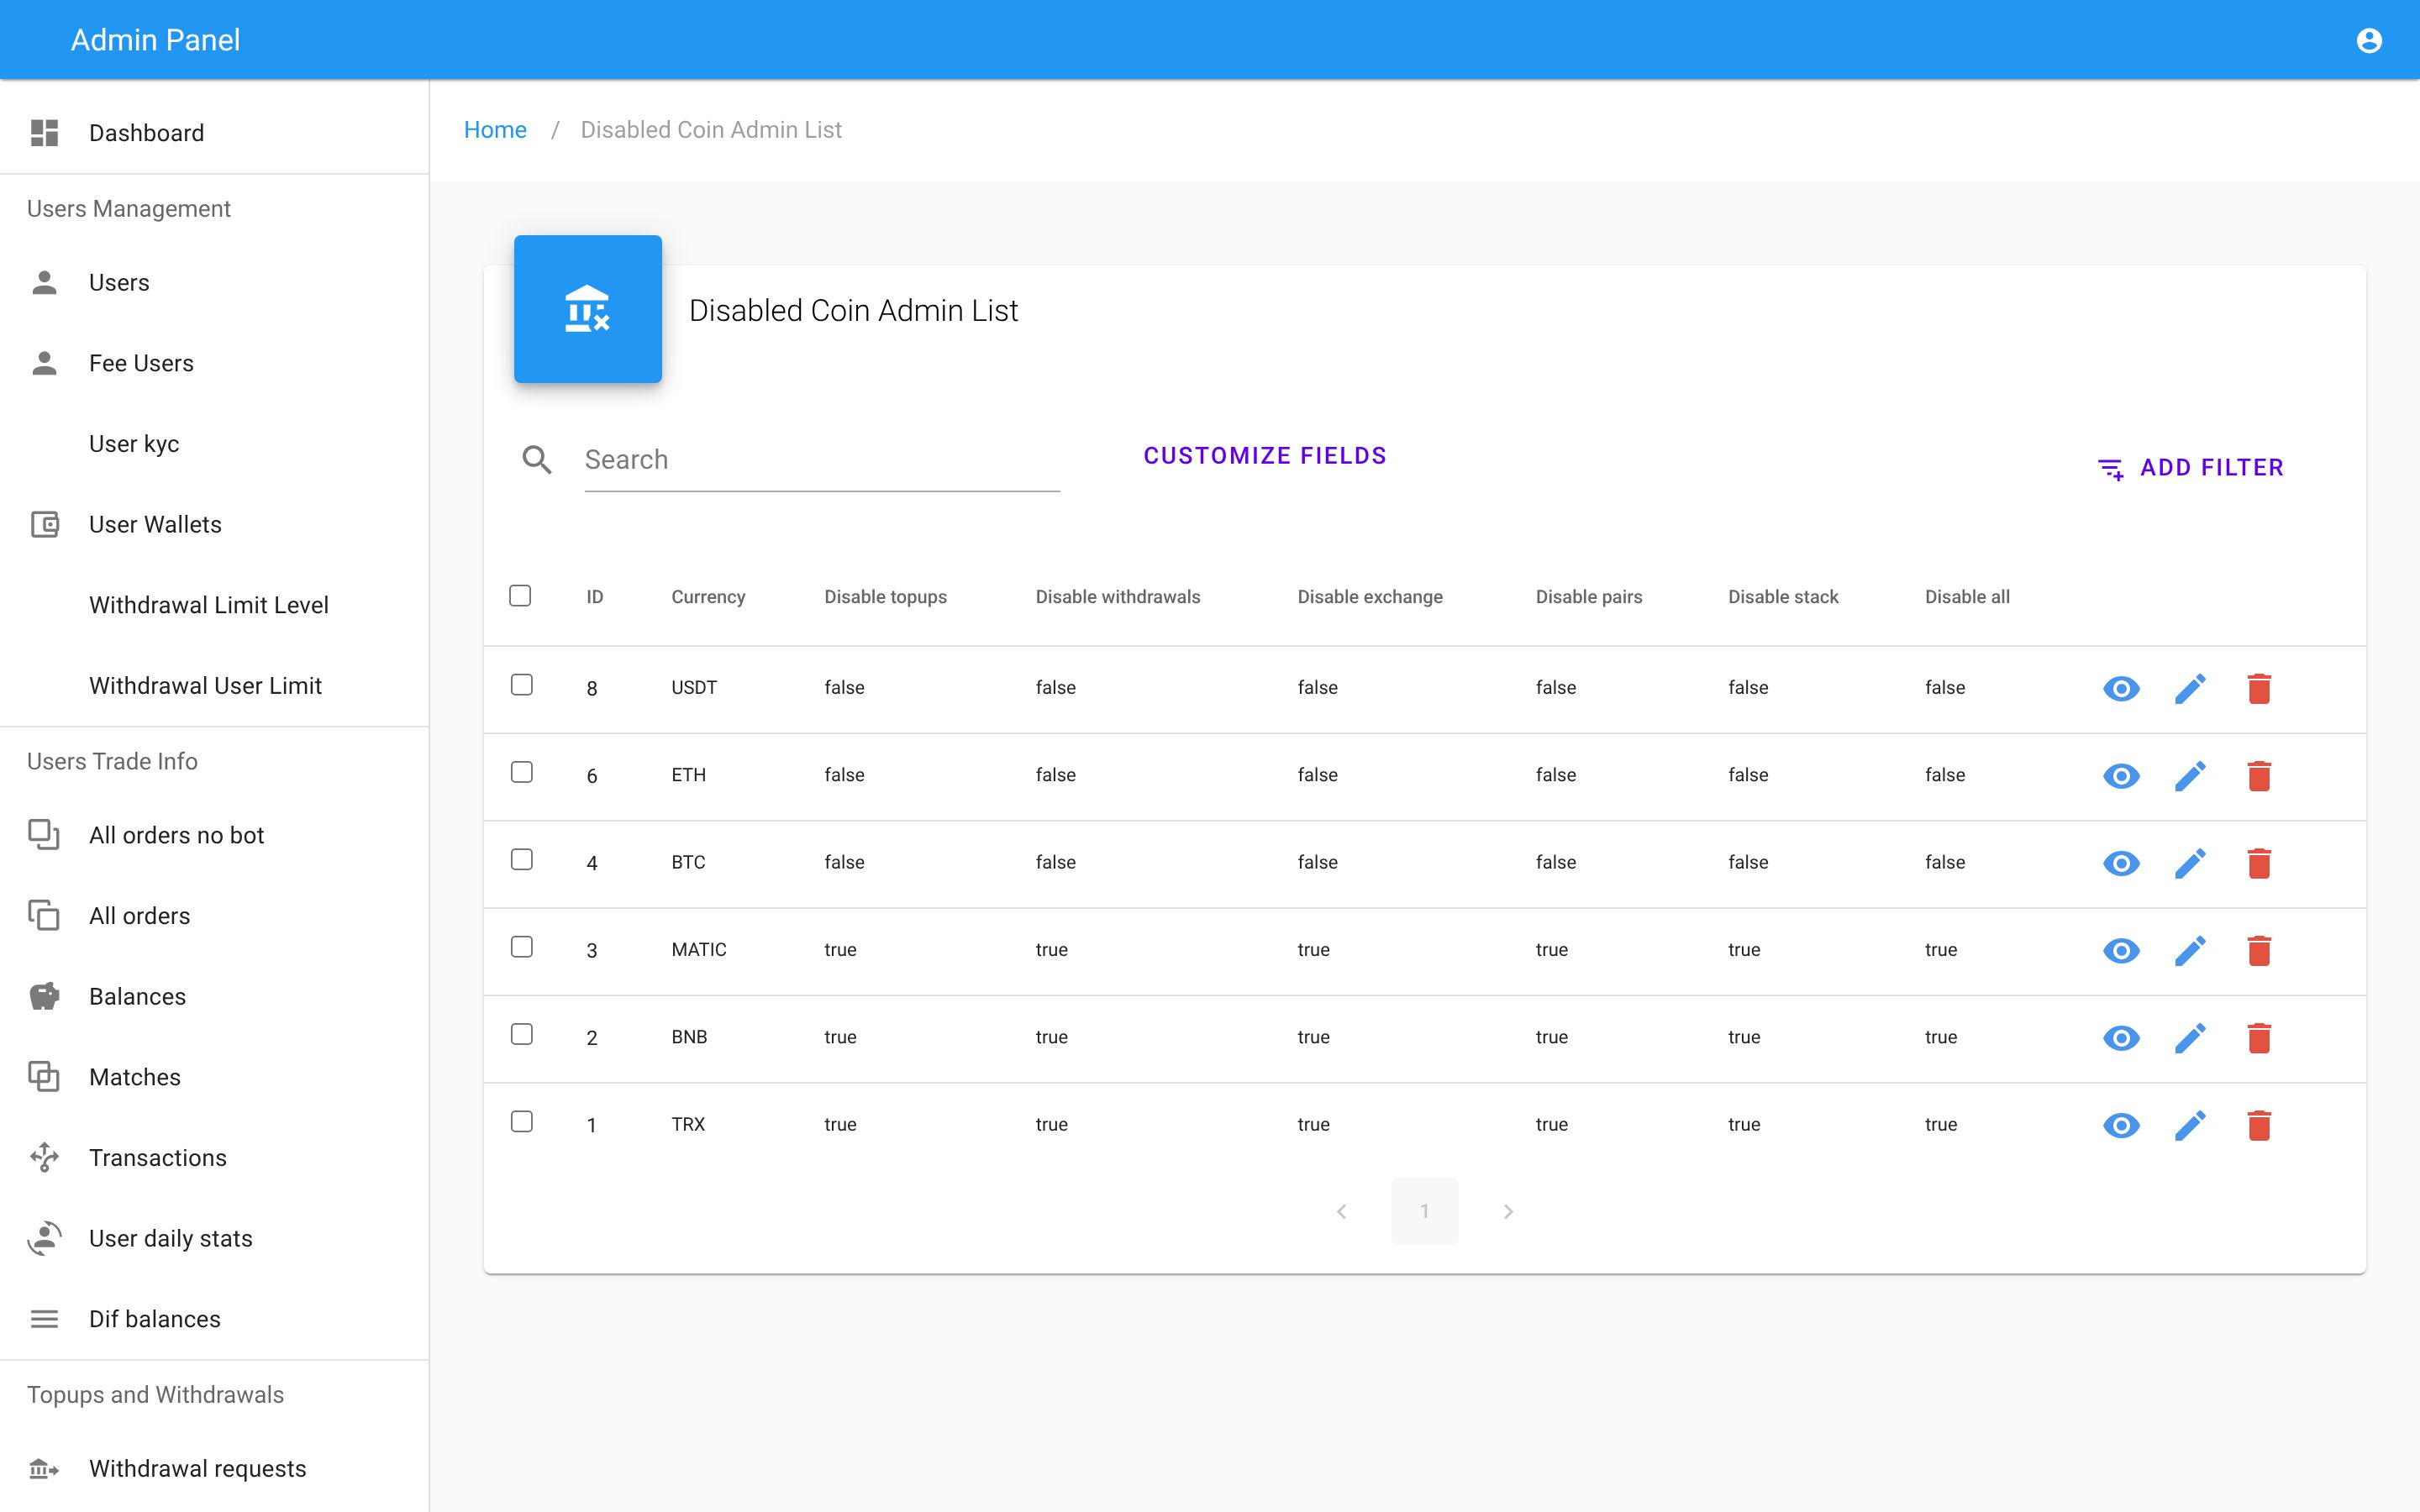 Admin Panel
Dashboard
Users Management
Users
Fee Users
User kyc
User Wallets
Withdrawal Limit Level
Withdrawal User Limit
Users Trade Info
All orders no bot
All orders
Balances
Matches
Transactions
User daily stats
Dif balances
Topups and Withdrawals
Withdrawal requests
Home / Disabled Coin Admin List
Disabled Coin Admin List
Search CUSTOMIZE FIELDS ADD FILTER
ID Currency Disable topups Disable withdrawals Disable exchange Disable pairs Disable stack Disable all
8 USDT false false false false false false
6 ETH false false false false false false
4 BTC false false false false false false
3 MATIC true true true true true true
2 BNB true true true true true true
1 TRX true true true true true true
1